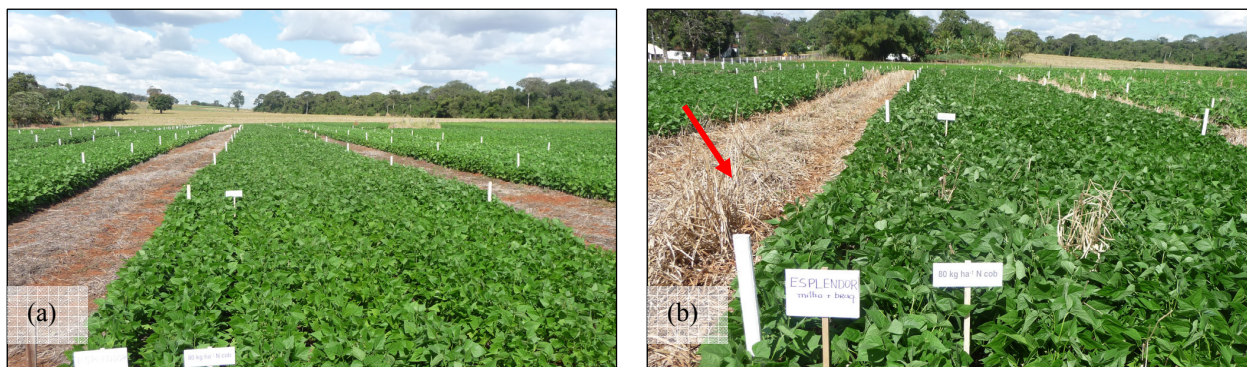 (a)
80 kg ha⁻¹ N cob
(b)
ESPLENDOR
milho + braq
80 kg ha⁻¹ N cob